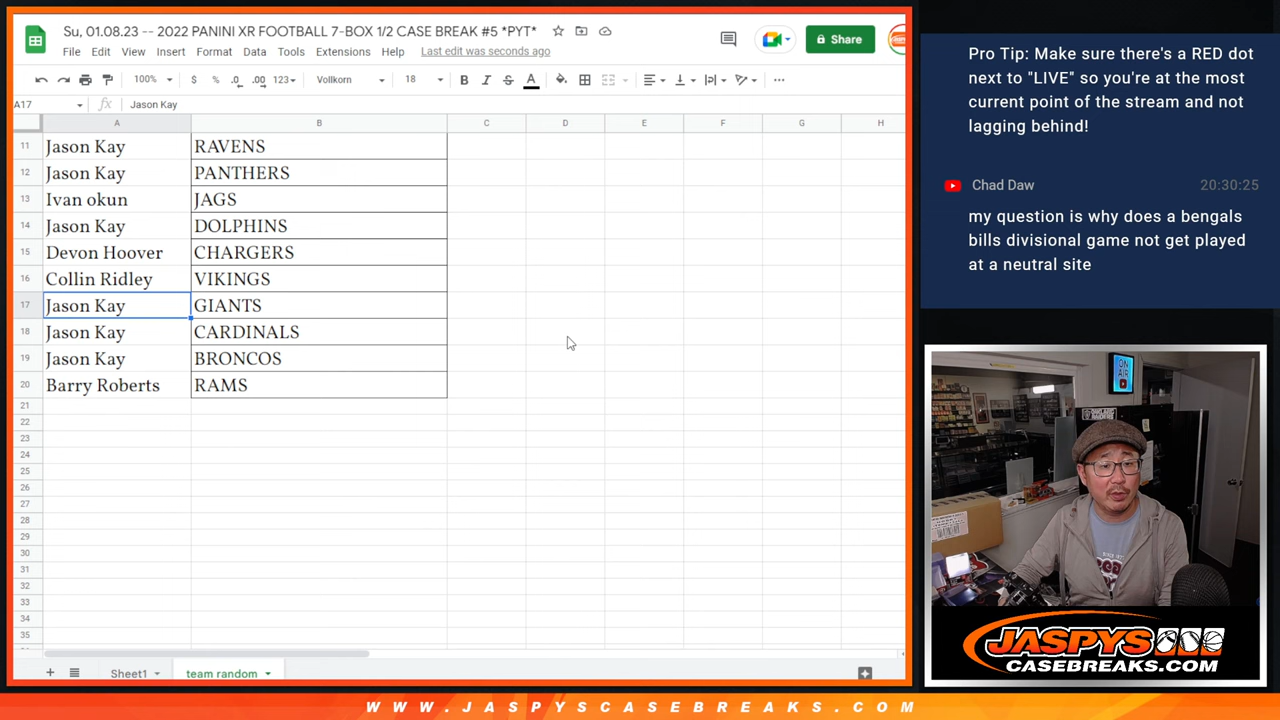 Su, 01.08.23 -- 2022 PANINI XR FOOTBALL 7-BOX 1/2 CASE BREAK #5 *PYT*
File Edit View Insert Format Data Tools Extensions Help Last edit was seconds ago
Share
100% $ % .0 .00 123 Vollkorn 18 B I S A
A17 fx Jason Kay
A B C D E F G H
11 Jason Kay RAVENS
12 Jason Kay PANTHERS
13 Ivan okun JAGS
14 Jason Kay DOLPHINS
15 Devon Hoover CHARGERS
16 Collin Ridley VIKINGS
17 Jason Kay GIANTS
18 Jason Kay CARDINALS
19 Jason Kay BRONCOS
20 Barry Roberts RAMS
21
22
23
24
25
26
27
28
29
30
31
32
33
34
35
Sheet1 team random
Pro Tip: Make sure there's a RED dot
next to "LIVE" so you're at the most
current point of the stream and not
lagging behind!
Chad Daw 20:30:25
my question is why does a bengals
bills divisional game not get played
at a neutral site
ON
AIR
JASPYS
CASEBREAKS.COM
WWW.JASPYSCASEBREAKS.COM